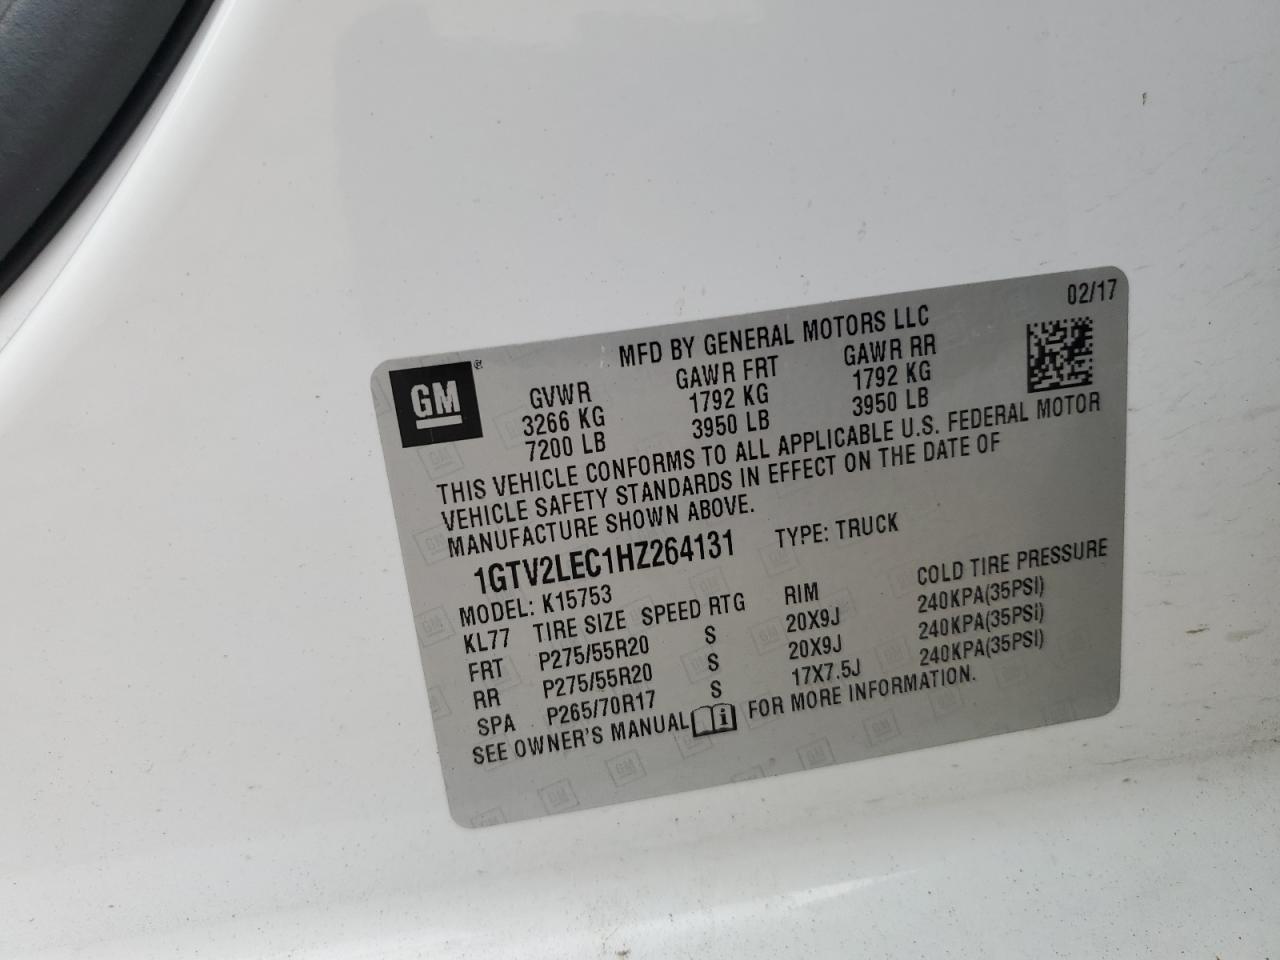 02/17
MFD BY GENERAL MOTORS LLC
GM®
GVWR GAWR FRT GAWR RR
3266 KG 1792 KG 1792 KG
7200 LB 3950 LB 3950 LB
THIS VEHICLE CONFORMS TO ALL APPLICABLE U.S. FEDERAL MOTOR
VEHICLE SAFETY STANDARDS IN EFFECT ON THE DATE OF
MANUFACTURE SHOWN ABOVE.
1GTV2LEC1HZ264131 TYPE: TRUCK
MODEL: K15753
KL77 TIRE SIZE SPEED RTG RIM COLD TIRE PRESSURE
FRT P275/55R20 S 20X9J 240KPA(35PSI)
RR P275/55R20 S 20X9J 240KPA(35PSI)
SPA P265/70R17 S 17X7.5J 240KPA(35PSI)
SEE OWNER'S MANUAL FOR MORE INFORMATION.